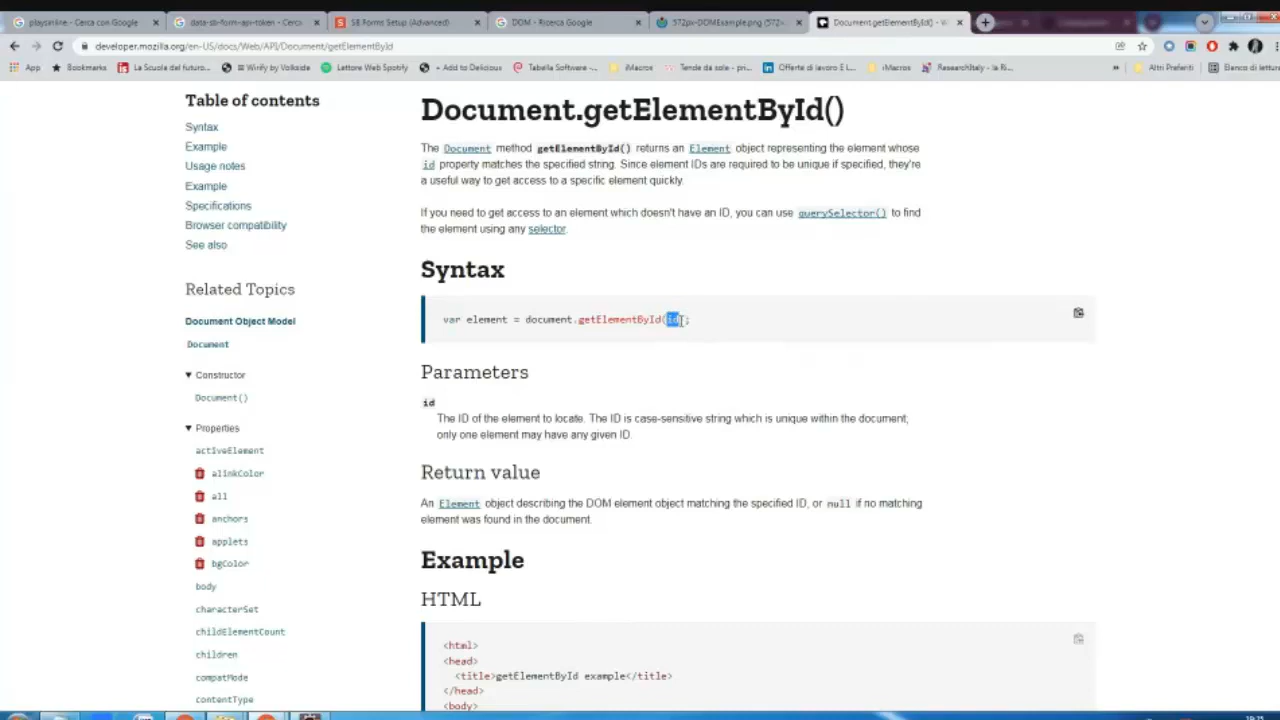 playsinline - Cerca con Google
data-sb-form-api-token - Cerc
SB Forms Setup (Advanced)
DOM - Ricerca Google
572px-DOMExample.png (572×
Document.getElementById() - W
developer.mozilla.org/en-US/docs/Web/API/Document/getElementById
App
Bookmarks
La Scuola del futuro...
Wirify by Volkside
Lettore Web Spotify
+ Add to Delicious
Tabella Software -...
iMacros
Tende da sole - pri...
Offerte di lavoro E L...
iMacros
ResearchItaly - la Ri...
»
Altri Preferiti
Elenco di lettura
Table of contents
Syntax
Example
Usage notes
Example
Specifications
Browser compatibility
See also
Related Topics
Document Object Model
Document
Constructor
Document()
Properties
activeElement
alinkColor
all
anchors
applets
bgColor
body
characterSet
childElementCount
children
compatMode
contentType
Document.getElementById()
The Document method getElementById() returns an Element object representing the element whose
id property matches the specified string. Since element IDs are required to be unique if specified, they're
a useful way to get access to a specific element quickly.
If you need to get access to an element which doesn't have an ID, you can use querySelector() to find
the element using any selector.
Syntax
var element = document.getElementById(id);
Parameters
id
The ID of the element to locate. The ID is case-sensitive string which is unique within the document;
only one element may have any given ID.
Return value
An Element object describing the DOM element object matching the specified ID, or null if no matching
element was found in the document.
Example
HTML
<html>
<head>
<title>getElementById example</title>
</head>
<body>